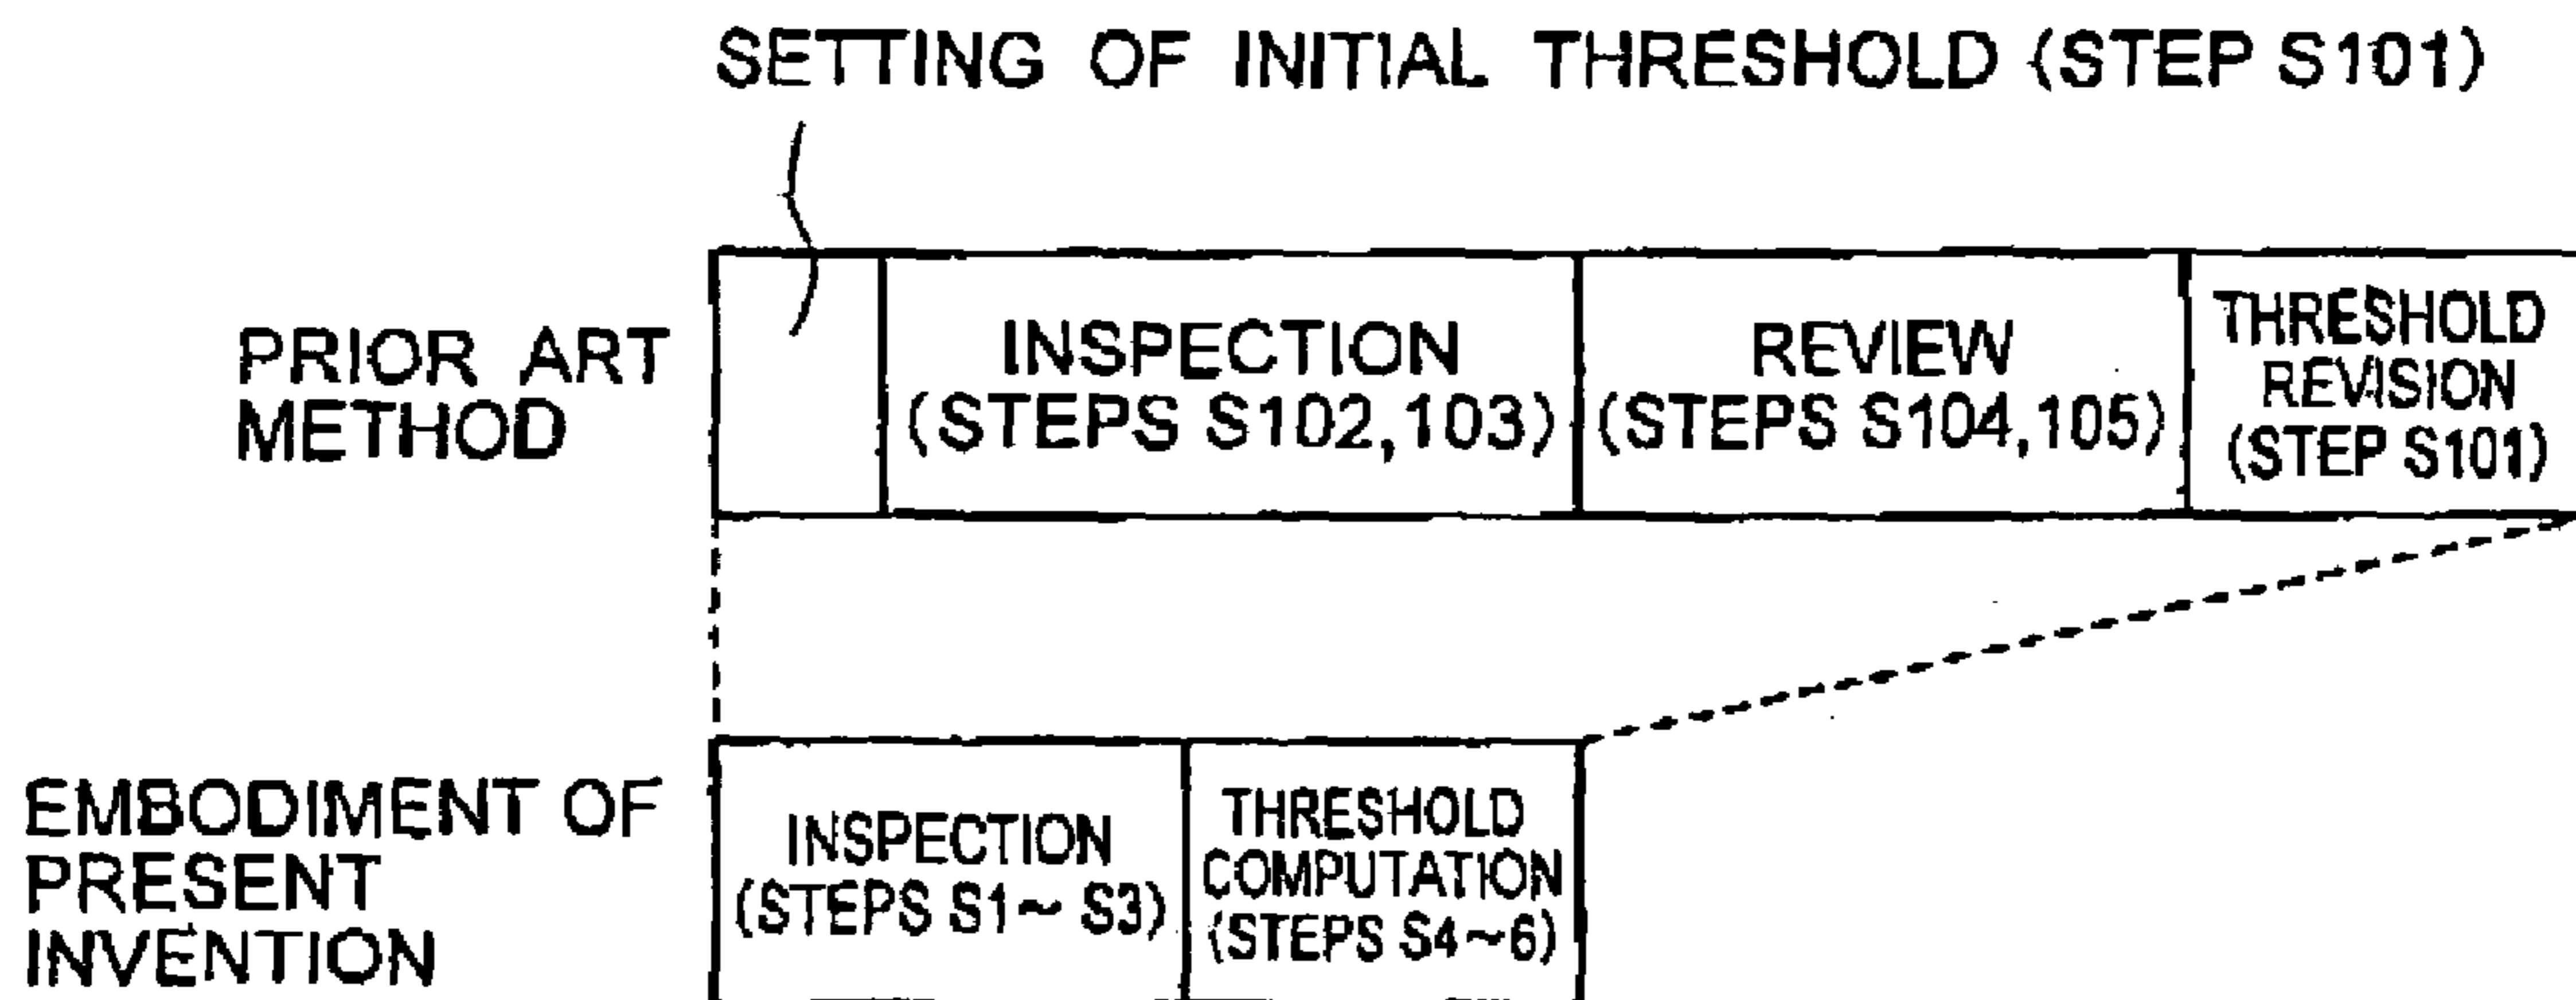 SETTING OF INITIAL THRESHOLD (STEP S101)
PRIOR ART
METHOD
INSPECTION
(STEPS S102,103)
REVIEW
(STEPS S104,105)
THRESHOLD
REVISION
(STEP S101)
EMBODIMENT OF
PRESENT
INVENTION
INSPECTION
(STEPS S1~ S3)
THRESHOLD
COMPUTATION
(STEPS S4~6)